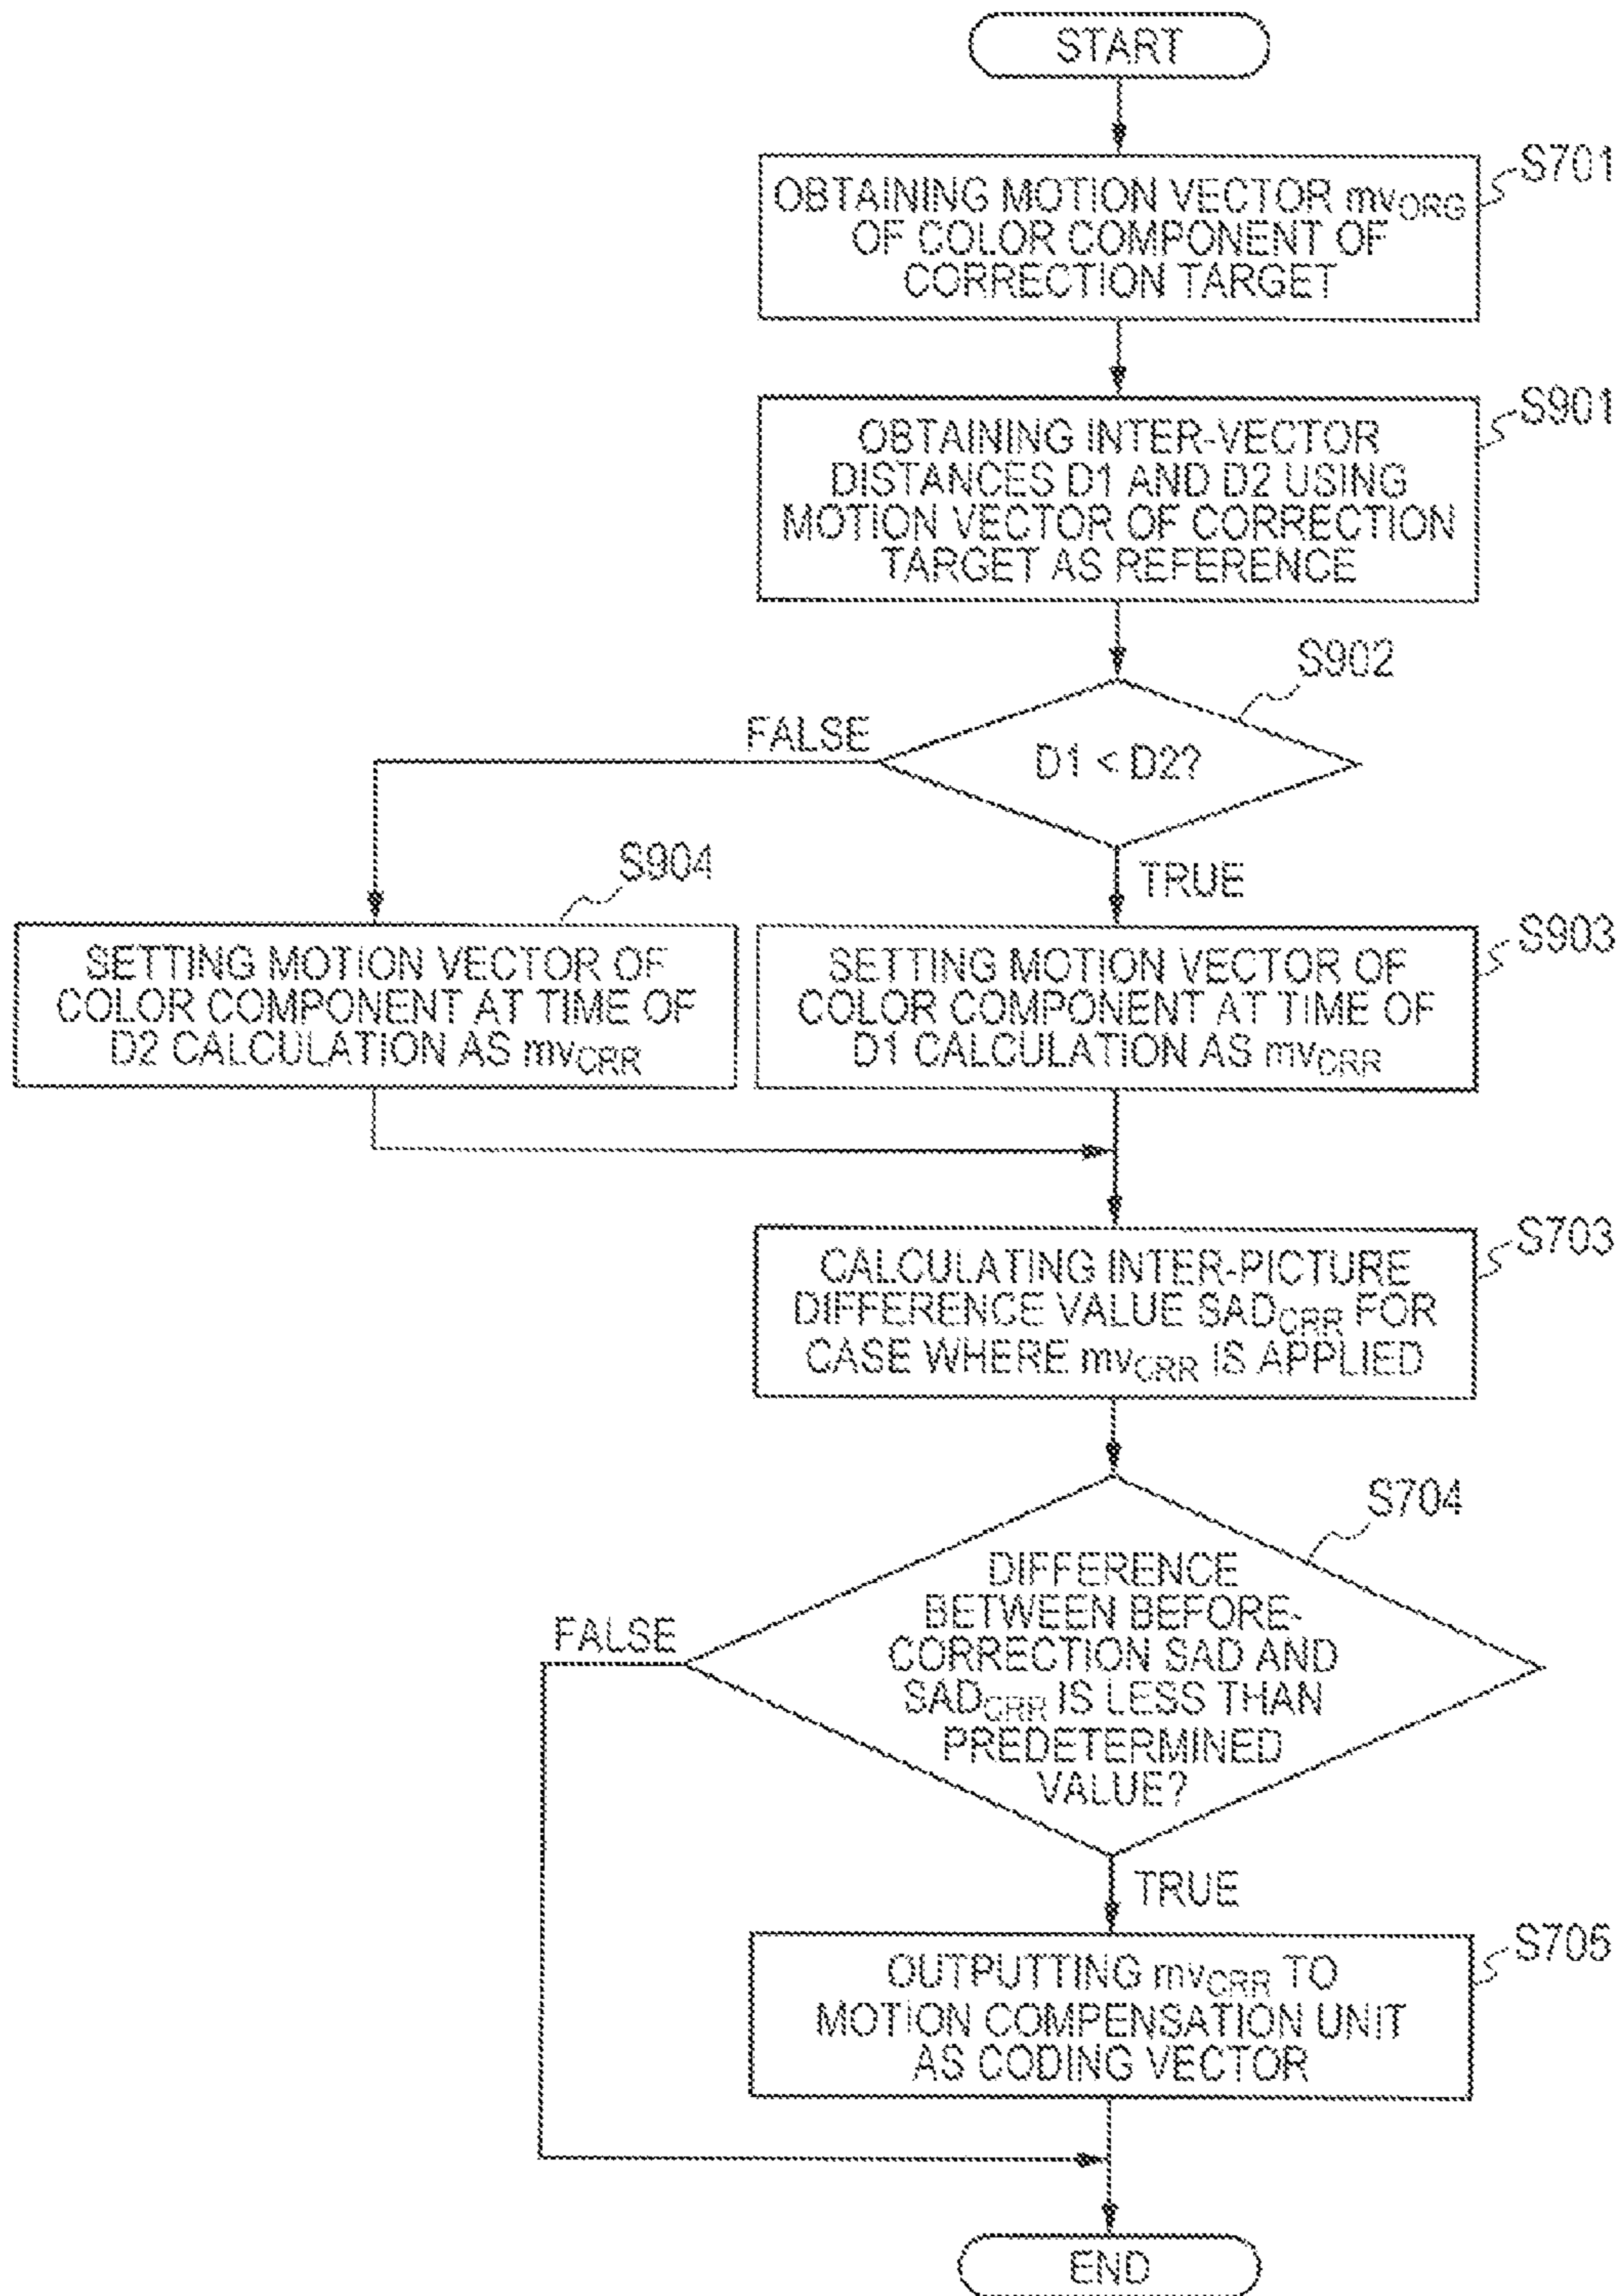 START
S701
OBTAINING MOTION VECTOR mvORG
OF COLOR COMPONENT OF
CORRECTION TARGET
S901
OBTAINING INTER-VECTOR
DISTANCES D1 AND D2 USING
MOTION VECTOR OF CORRECTION
TARGET AS REFERENCE
S902
FALSE
D1 < D2?
TRUE
S904
SETTING MOTION VECTOR OF
COLOR COMPONENT AT TIME OF
D2 CALCULATION AS mvCRR
S903
SETTING MOTION VECTOR OF
COLOR COMPONENT AT TIME OF
D1 CALCULATION AS mvCRR
S703
CALCULATING INTER-PICTURE
DIFFERENCE VALUE SADCRR FOR
CASE WHERE mvCRR IS APPLIED
S704
FALSE
DIFFERENCE
BETWEEN BEFORE-
CORRECTION SAD AND
SADCRR IS LESS THAN
PREDETERMINED
VALUE?
TRUE
S705
OUTPUTTING mvCRR TO
MOTION COMPENSATION UNIT
AS CODING VECTOR
END